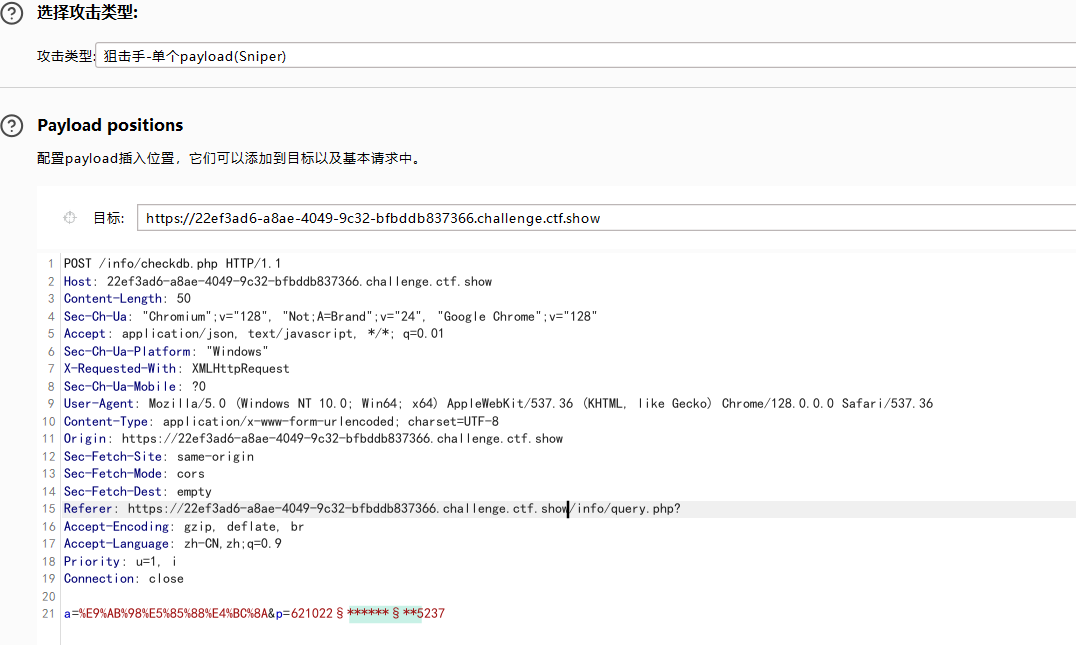 选择攻击类型:
攻击类型: 狙击手-单个payload(Sniper)
Payload positions
配置payload插入位置，它们可以添加到目标以及基本请求中。
目标: https://22ef3ad6-a8ae-4049-9c32-bfbddb837366.challenge.ctf.show
1 POST /info/checkdb.php HTTP/1.1
2 Host: 22ef3ad6-a8ae-4049-9c32-bfbddb837366.challenge.ctf.show
3 Content-Length: 50
4 Sec-Ch-Ua: "Chromium";v="128", "Not;A=Brand";v="24", "Google Chrome";v="128"
5 Accept: application/json, text/javascript, */*; q=0.01
6 Sec-Ch-Ua-Platform: "Windows"
7 X-Requested-With: XMLHttpRequest
8 Sec-Ch-Ua-Mobile: ?0
9 User-Agent: Mozilla/5.0 (Windows NT 10.0; Win64; x64) AppleWebKit/537.36 (KHTML, like Gecko) Chrome/128.0.0.0 Safari/537.36
10 Content-Type: application/x-www-form-urlencoded; charset=UTF-8
11 Origin: https://22ef3ad6-a8ae-4049-9c32-bfbddb837366.challenge.ctf.show
12 Sec-Fetch-Site: same-origin
13 Sec-Fetch-Mode: cors
14 Sec-Fetch-Dest: empty
15 Referer: https://22ef3ad6-a8ae-4049-9c32-bfbddb837366.challenge.ctf.show/info/query.php?
16 Accept-Encoding: gzip, deflate, br
17 Accept-Language: zh-CN,zh;q=0.9
18 Priority: u=1, i
19 Connection: close
20
21 a=%E9%AB%98%E5%85%88%E4%BC%8A&p=621022§******§**5237